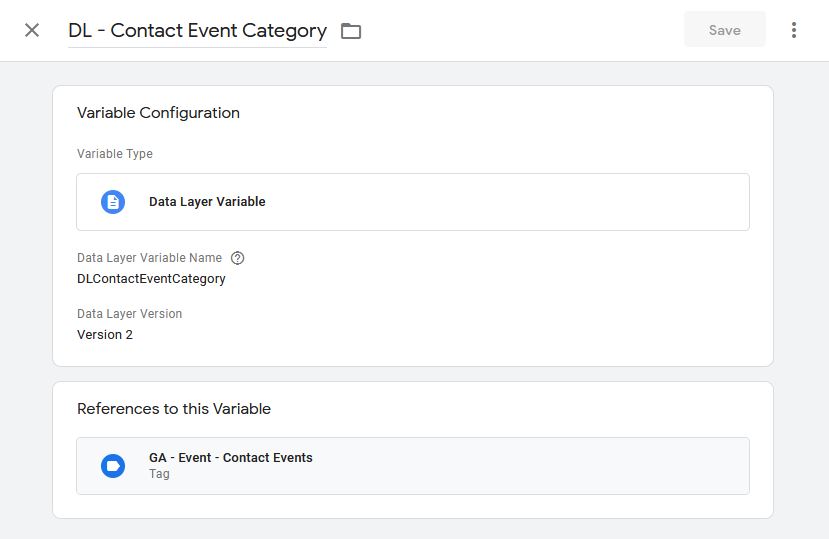 DL - Contact Event Category
Save
Variable Configuration
Variable Type
Data Layer Variable
Data Layer Variable Name
DLContactEventCategory
Data Layer Version
Version 2
References to this Variable
GA - Event - Contact Events
Tag